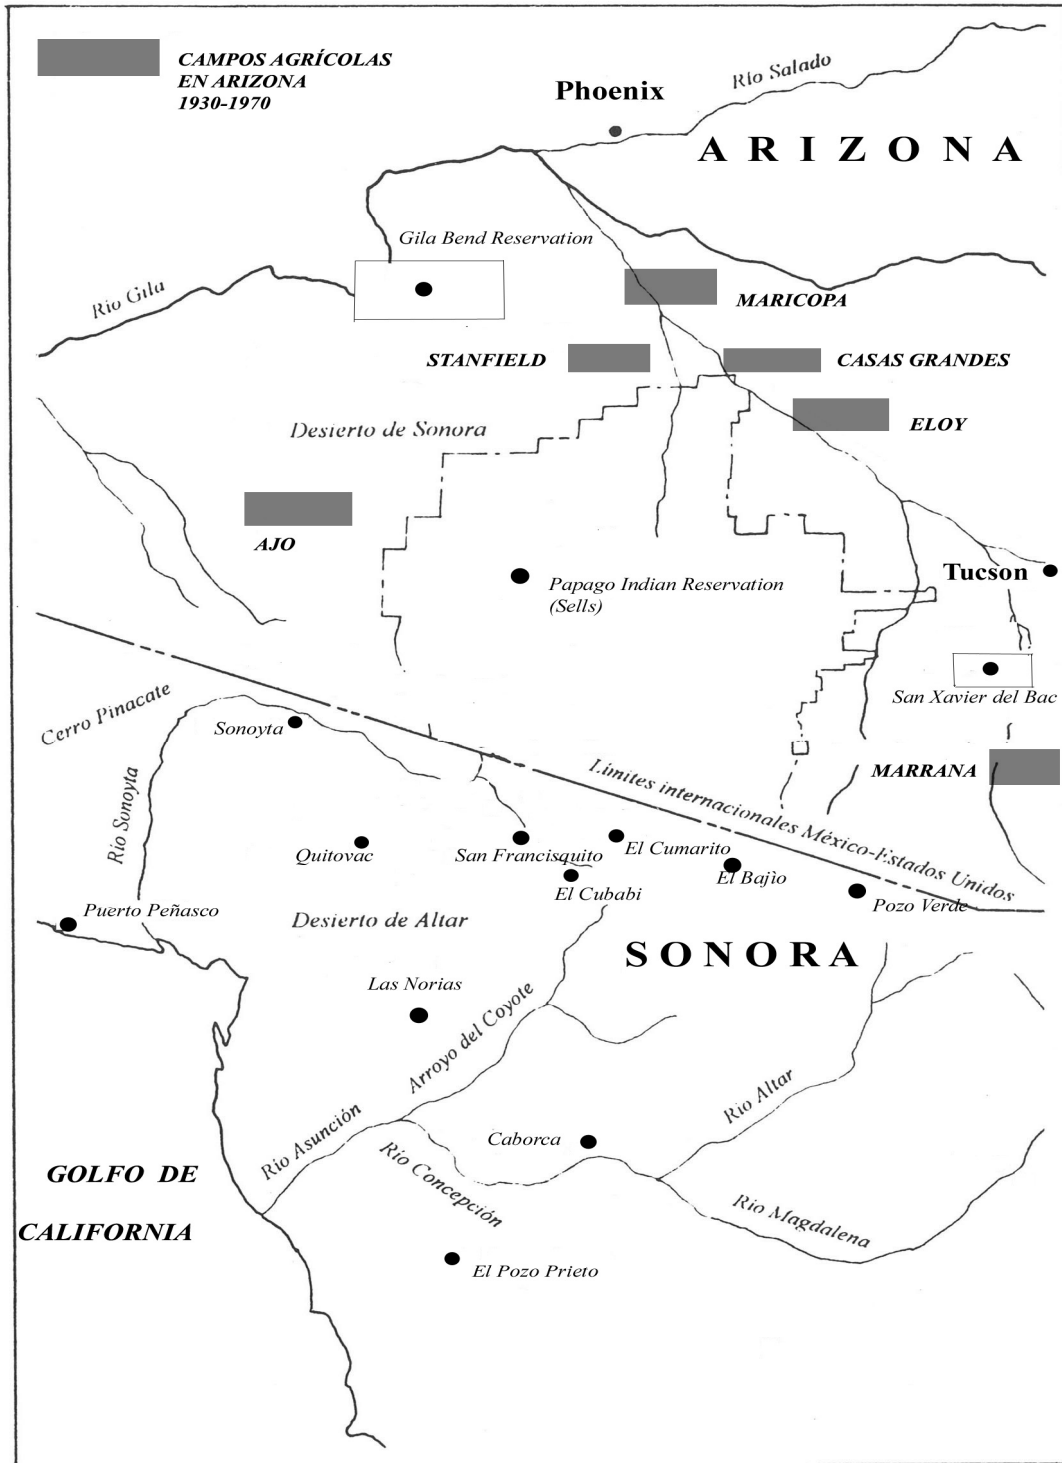 CAMPOS AGRÍCOLAS
EN ARIZONA
1930-1970
Río Salado
Phoenix
ARIZONA
Gila Bend Reservation
Río Gila
MARICOPA
STANFIELD
CASAS GRANDES
ELOY
Desierto de Sonora
AJO
Tucson
Papago Indian Reservation
(Sells)
San Xavier del Bac
Cerro Pinacate
Sonoyta
MARRANA
Límites internacionales México-Estados Unidos
Río Sonoyta
Quitovac
San Francisquito
El Cumarito
El Bajìo
El Cubabi
Pozo Verde
Puerto Peñasco
Desierto de Altar
SONORA
Las Norias
Arroyo del Coyote
Río Altar
Río Asunción
Caborca
Río Concepción
GOLFO DE
CALIFORNIA
Río Magdalena
El Pozo Prieto